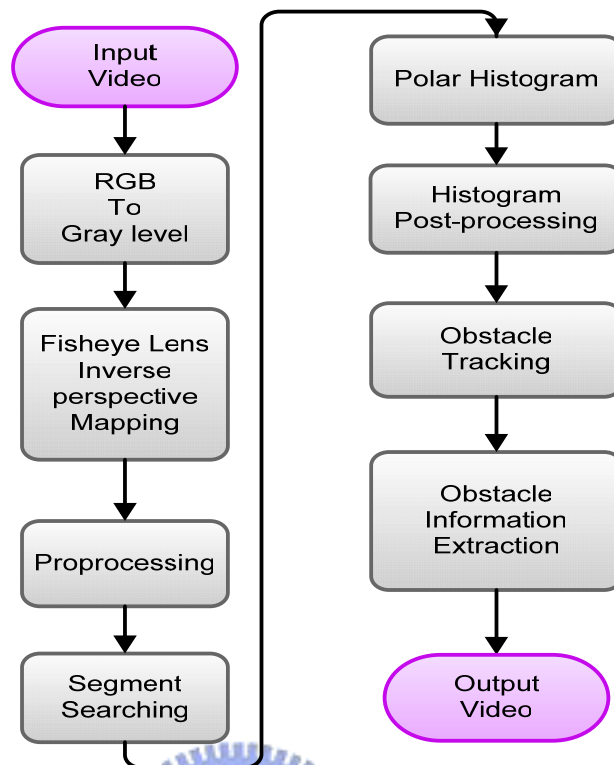 Input
Video
RGB
To
Gray level
Fisheye Lens
Inverse
perspective
Mapping
Proprocessing
Segment
Searching
Polar Histogram
Histogram
Post-processing
Obstacle
Tracking
Obstacle
Information
Extraction
Output
Video